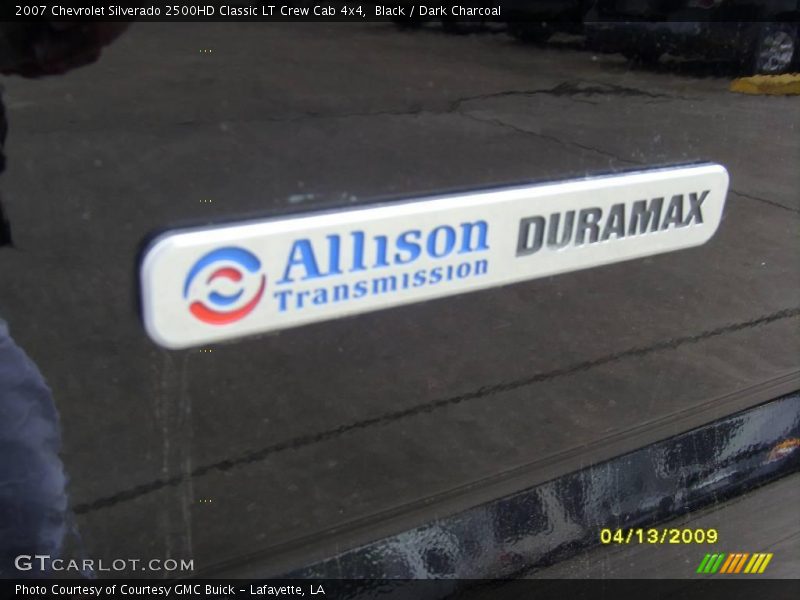 2007 Chevrolet Silverado 2500HD Classic LT Crew Cab 4x4, Black / Dark Charcoal
Allison DURAMAX
Transmission
04/13/2009
GTCARLOT.COM
Photo Courtesy of Courtesy GMC Buick - Lafayette, LA